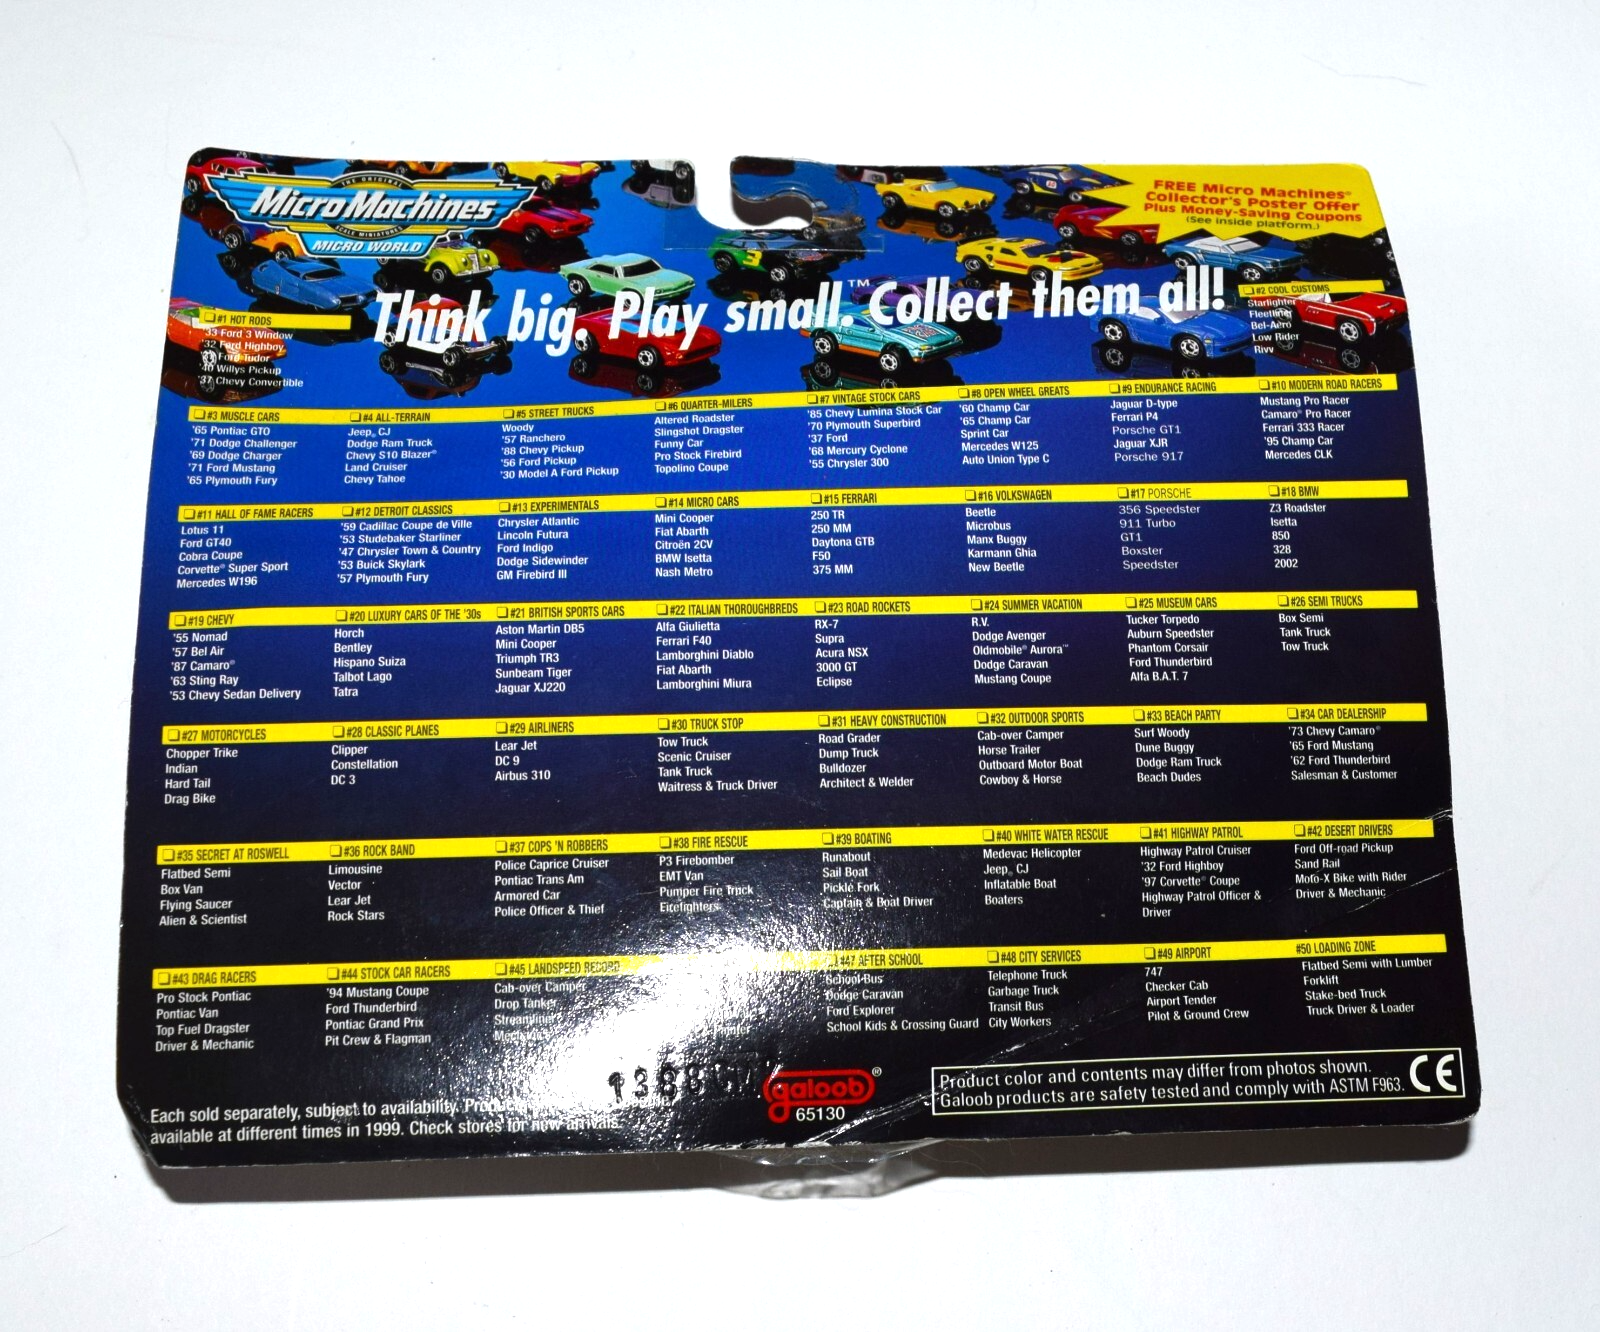 THE ORIGINAL
MicroMachines
SCALE MINIATURES
MICRO WORLD
FREE Micro Machines®
Collector's Poster Offer
Plus Money-Saving Coupons
(See inside platform.)
Think big. Play small.™ Collect them all!
#1 HOT RODS
'33 Ford 3 Window
'32 Ford Highboy
Ford Tudor
'40 Willys Pickup
'37 Chevy Convertible
#2 COOL CUSTOMS
Starlighter
Fleetliner
Bel-Aero
Low Rider
Rivv
#3 MUSCLE CARS
'65 Pontiac GTO
'71 Dodge Challenger
'69 Dodge Charger
'71 Ford Mustang
'65 Plymouth Fury
#4 ALL-TERRAIN
Jeep® CJ
Dodge Ram Truck
Chevy S10 Blazer®
Land Cruiser
Chevy Tahoe
#5 STREET TRUCKS
Woody
'57 Ranchero
'88 Chevy Pickup
'56 Ford Pickup
'30 Model A Ford Pickup
#6 QUARTER-MILERS
Altered Roadster
Slingshot Dragster
Funny Car
Pro Stock Firebird
Topolino Coupe
#7 VINTAGE STOCK CARS
'85 Chevy Lumina Stock Car
'70 Plymouth Superbird
'37 Ford
'68 Mercury Cyclone
'55 Chrysler 300
#8 OPEN WHEEL GREATS
'60 Champ Car
'65 Champ Car
Sprint Car
Mercedes W125
Auto Union Type C
#9 ENDURANCE RACING
Jaguar D-type
Ferrari P4
Porsche GT1
Jaguar XJR
Porsche 917
#10 MODERN ROAD RACERS
Mustang Pro Racer
Camaro® Pro Racer
Ferrari 333 Racer
'95 Champ Car
Mercedes CLK
#11 HALL OF FAME RACERS
Lotus 11
Ford GT40
Cobra Coupe
Corvette® Super Sport
Mercedes W196
#12 DETROIT CLASSICS
'59 Cadillac Coupe de Ville
'53 Studebaker Starliner
'47 Chrysler Town & Country
'53 Buick Skylark
'57 Plymouth Fury
#13 EXPERIMENTALS
Chrysler Atlantic
Lincoln Futura
Ford Indigo
Dodge Sidewinder
GM Firebird III
#14 MICRO CARS
Mini Cooper
Fiat Abarth
Citroën 2CV
BMW Isetta
Nash Metro
#15 FERRARI
250 TR
250 MM
Daytona GTB
F50
375 MM
#16 VOLKSWAGEN
Beetle
Microbus
Manx Buggy
Karmann Ghia
New Beetle
#17 PORSCHE
356 Speedster
911 Turbo
GT1
Boxster
Speedster
#18 BMW
Z3 Roadster
Isetta
850
328
2002
#19 CHEVY
'55 Nomad
'57 Bel Air
'87 Camaro®
'63 Sting Ray
'53 Chevy Sedan Delivery
#20 LUXURY CARS OF THE '30s
Horch
Bentley
Hispano Suiza
Talbot Lago
Tatra
#21 BRITISH SPORTS CARS
Aston Martin DB5
Mini Cooper
Triumph TR3
Sunbeam Tiger
Jaguar XJ220
#22 ITALIAN THOROUGHBREDS
Alfa Giulietta
Ferrari F40
Lamborghini Diablo
Fiat Abarth
Lamborghini Miura
#23 ROAD ROCKETS
RX-7
Supra
Acura NSX
3000 GT
Eclipse
#24 SUMMER VACATION
R.V.
Dodge Avenger
Oldmobile® Aurora™
Dodge Caravan
Mustang Coupe
#25 MUSEUM CARS
Tucker Torpedo
Auburn Speedster
Phantom Corsair
Ford Thunderbird
Alfa B.A.T. 7
#26 SEMI TRUCKS
Box Semi
Tank Truck
Tow Truck
#27 MOTORCYCLES
Chopper Trike
Indian
Hard Tail
Drag Bike
#28 CLASSIC PLANES
Clipper
Constellation
DC 3
#29 AIRLINERS
Lear Jet
DC 9
Airbus 310
#30 TRUCK STOP
Tow Truck
Scenic Cruiser
Tank Truck
Waitress & Truck Driver
#31 HEAVY CONSTRUCTION
Road Grader
Dump Truck
Bulldozer
Architect & Welder
#32 OUTDOOR SPORTS
Cab-over Camper
Horse Trailer
Outboard Motor Boat
Cowboy & Horse
#33 BEACH PARTY
Surf Woody
Dune Buggy
Dodge Ram Truck
Beach Dudes
#34 CAR DEALERSHIP
'73 Chevy Camaro®
'65 Ford Mustang
'62 Ford Thunderbird
Salesman & Customer
#35 SECRET AT ROSWELL
Flatbed Semi
Box Van
Flying Saucer
Alien & Scientist
#36 ROCK BAND
Limousine
Vector
Lear Jet
Rock Stars
#37 COPS 'N ROBBERS
Police Caprice Cruiser
Pontiac Trans Am
Armored Car
Police Officer & Thief
#38 FIRE RESCUE
P3 Firebomber
EMT Van
Pumper Fire Truck
Firefighters
#39 BOATING
Runabout
Sail Boat
Pickle Fork
Captain & Boat Driver
#40 WHITE WATER RESCUE
Medevac Helicopter
Jeep® CJ
Inflatable Boat
Boaters
#41 HIGHWAY PATROL
Highway Patrol Cruiser
'32 Ford Highboy
'97 Corvette® Coupe
Highway Patrol Officer &
Driver
#42 DESERT DRIVERS
Ford Off-road Pickup
Sand Rail
Moto-X Bike with Rider
Driver & Mechanic
#43 DRAG RACERS
Pro Stock Pontiac
Pontiac Van
Top Fuel Dragster
Driver & Mechanic
#44 STOCK CAR RACERS
'94 Mustang Coupe
Ford Thunderbird
Pontiac Grand Prix
Pit Crew & Flagman
#45 LANDSPEED RECORD
Cab-over Camper
Drop Tanker
Streamliner
#47 AFTER SCHOOL
School Bus
Dodge Caravan
Ford Explorer
School Kids & Crossing Guard
#48 CITY SERVICES
Telephone Truck
Garbage Truck
Transit Bus
City Workers
#49 AIRPORT
747
Checker Cab
Airport Tender
Pilot & Ground Crew
#50 LOADING ZONE
Flatbed Semi with Lumber
Forklift
Stake-bed Truck
Truck Driver & Loader
Each sold separately, subject to availability.
available at different times in 1999. Check stores for new arrivals.
galoob®
65130
Product color and contents may differ from photos shown.
Galoob products are safety tested and comply with ASTM F963.
CE